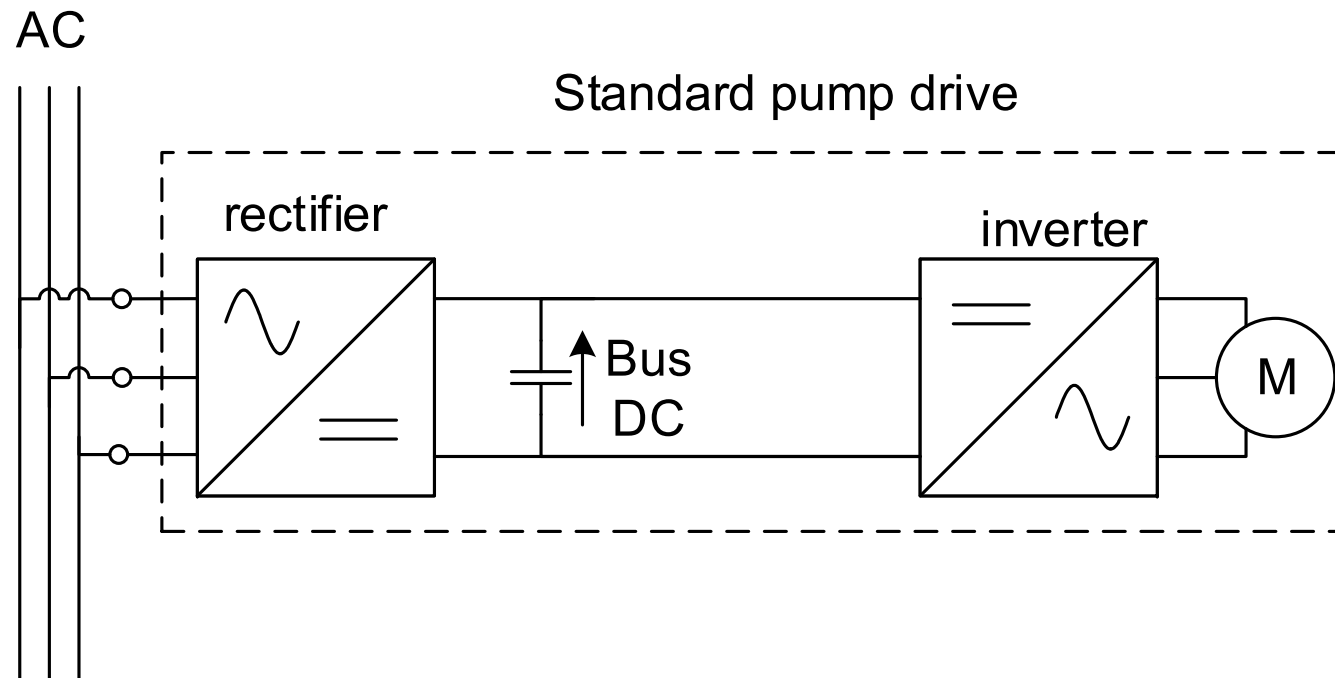 AC
Standard pump drive
rectifier
inverter
Bus
DC
M